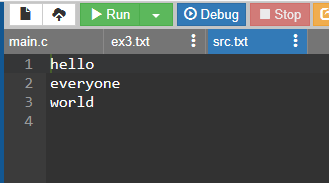 Run Debug Stop
main.c ex3.txt src.txt
1 hello
2 everyone
3 world
4